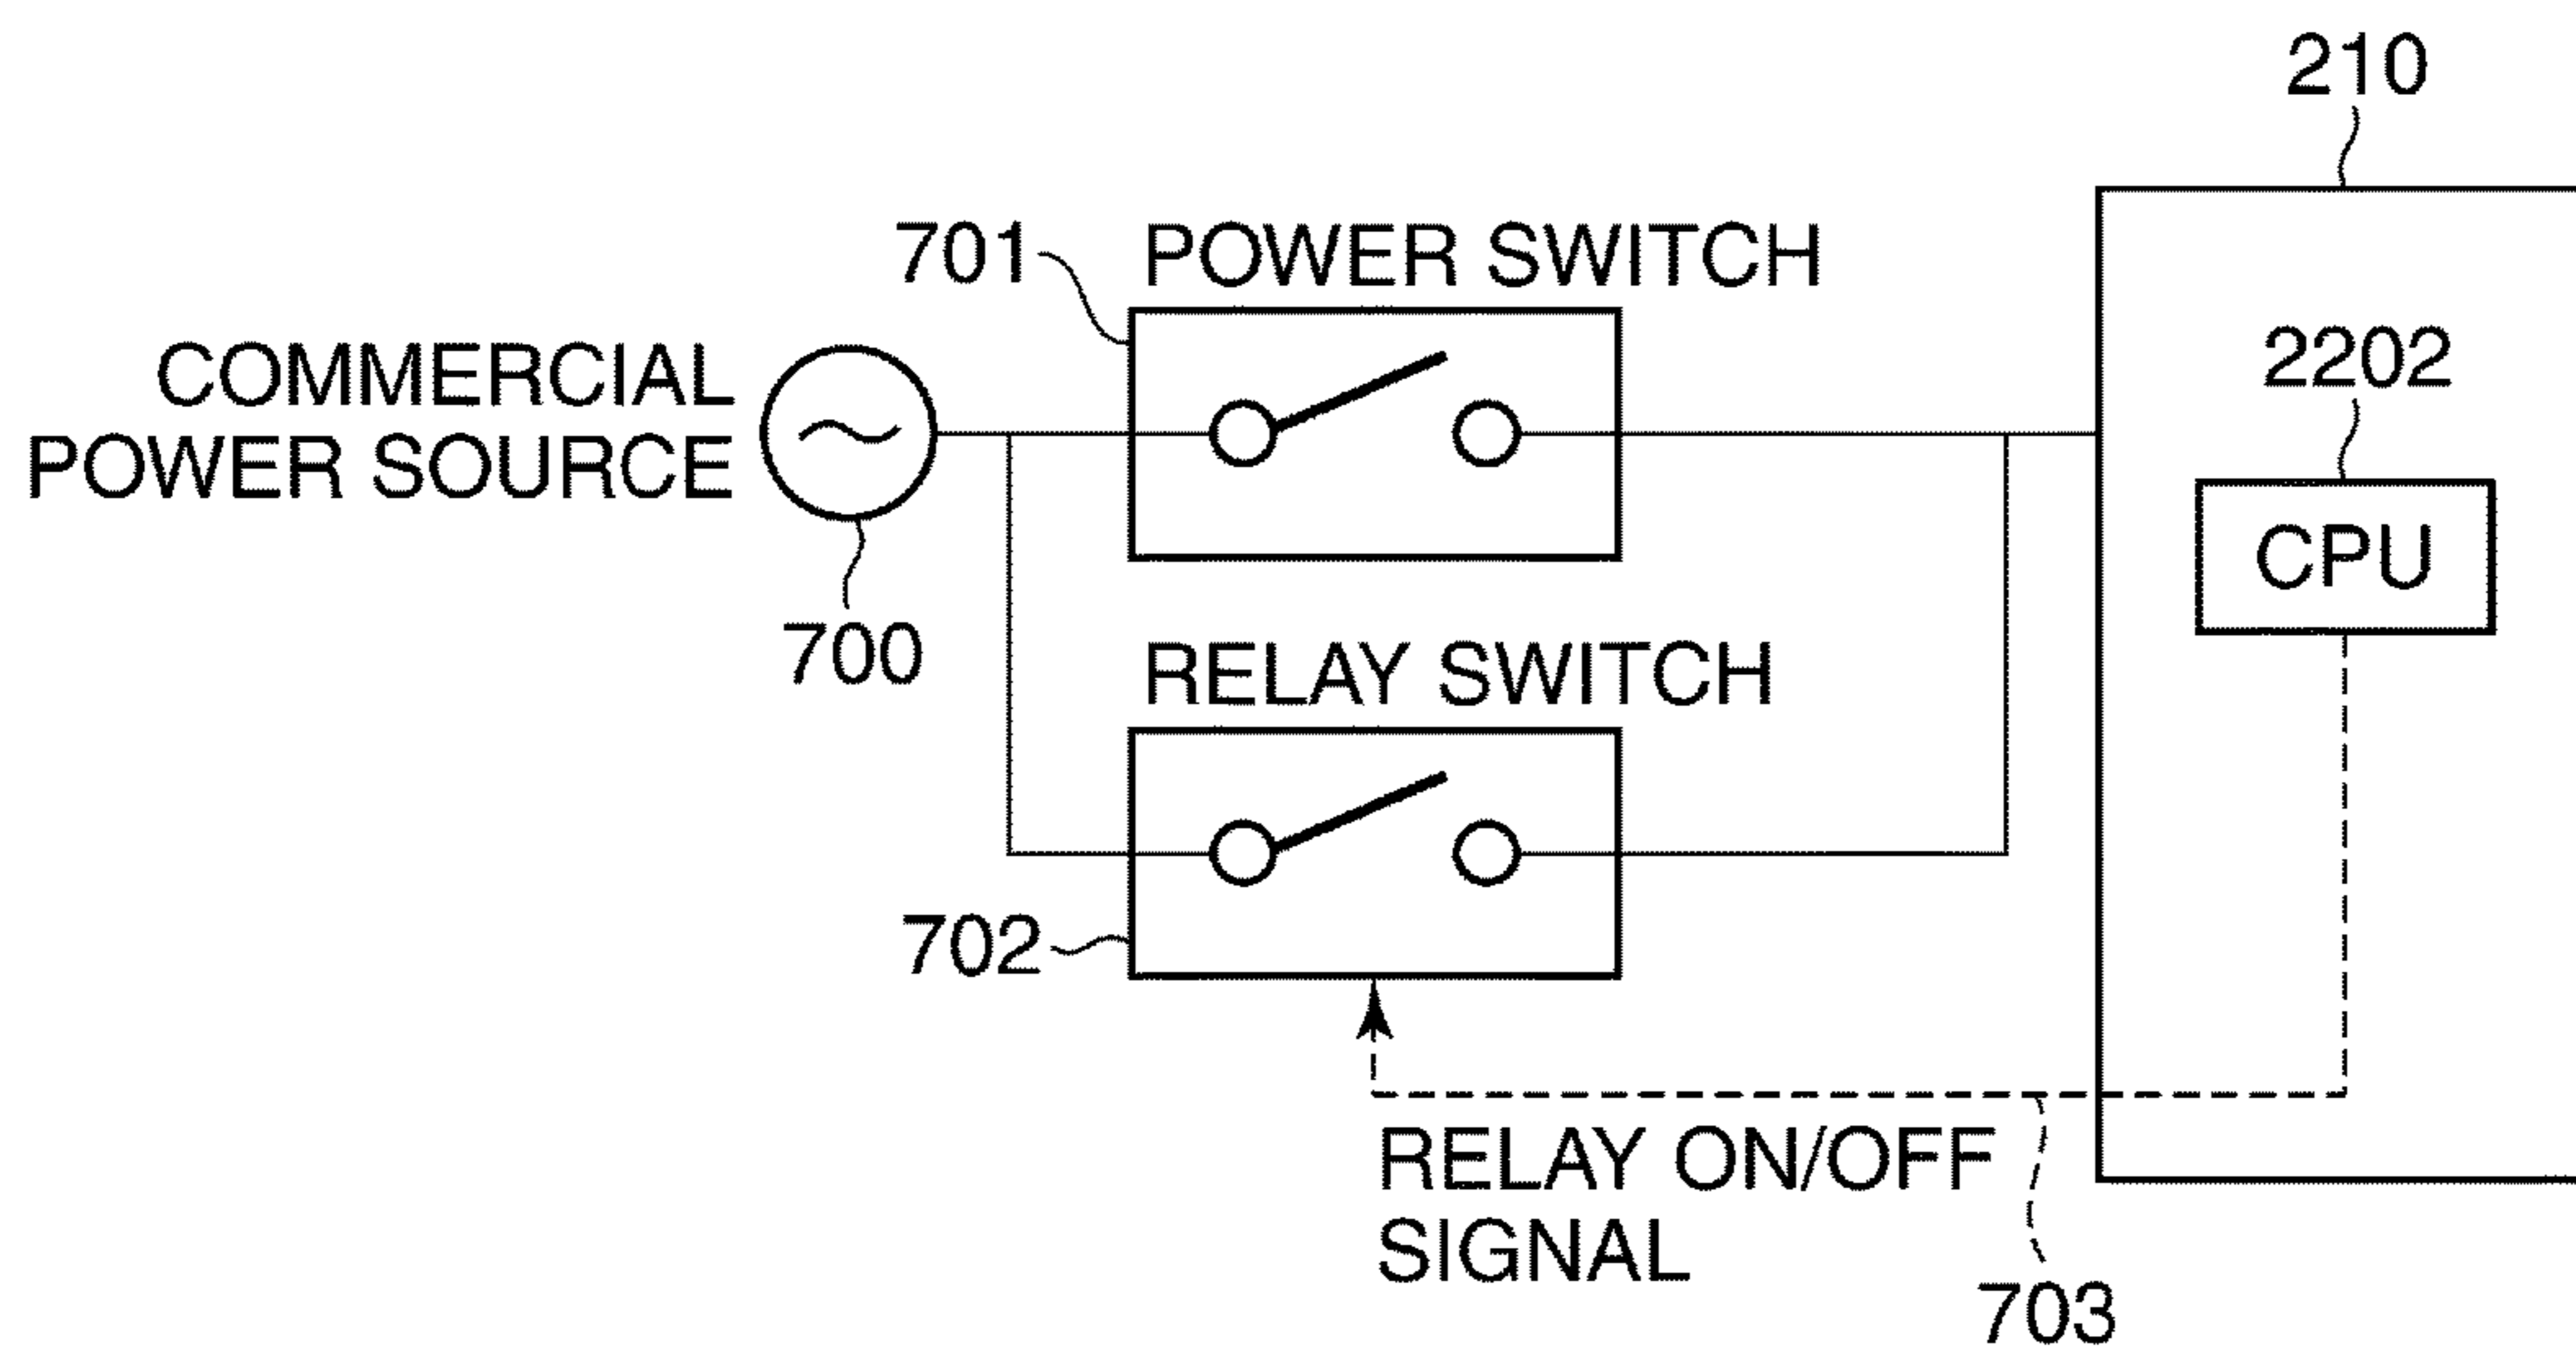 210
701
POWER SWITCH
2202
COMMERCIAL
POWER SOURCE
CPU
700
RELAY SWITCH
702
RELAY ON/OFF
SIGNAL
703